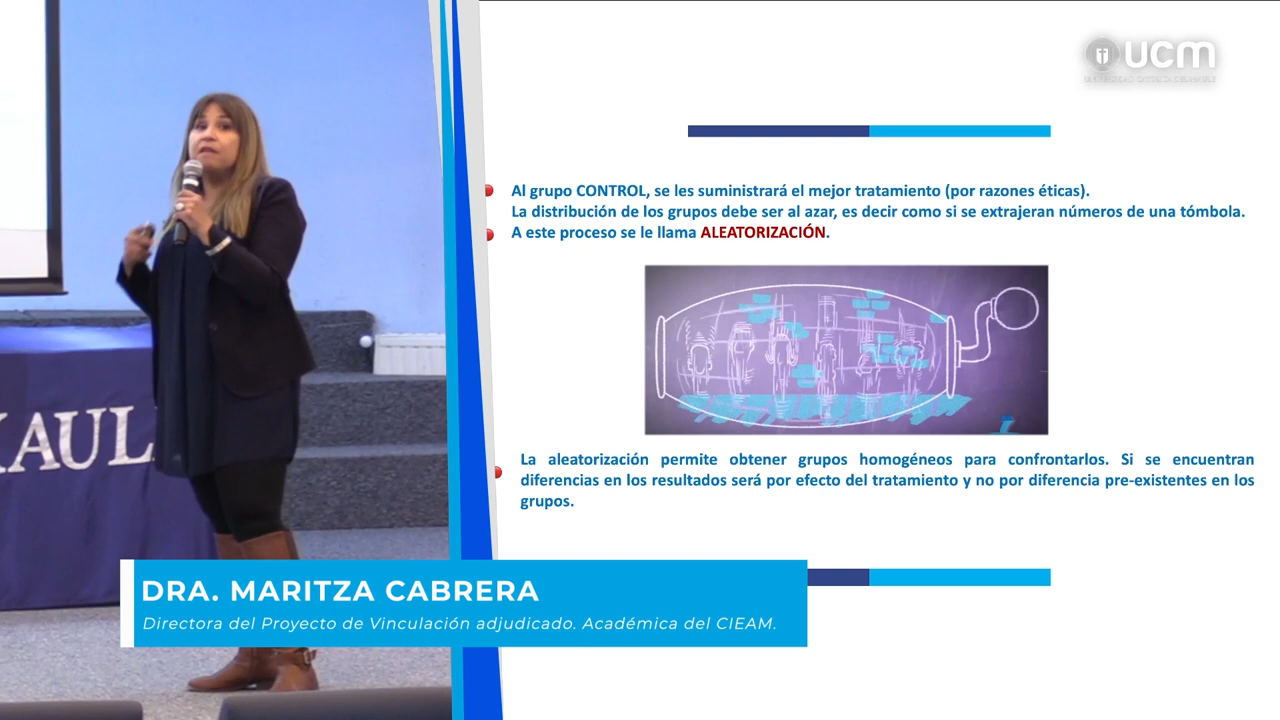 ucm
Al grupo CONTROL, se les suministrará el mejor tratamiento (por razones éticas).
La distribución de los grupos debe ser al azar, es decir como si se extrajeran números de una tómbola.
A este proceso se le llama ALEATORIZACIÓN.
La aleatorización permite obtener grupos homogéneos para confrontarlos. Si se encuentran
diferencias en los resultados será por efecto del tratamiento y no por diferencia pre-existentes en los
grupos.
AUL
DRA. MARITZA CABRERA
Directora del Proyecto de Vinculación adjudicado. Académica del CIEAM.